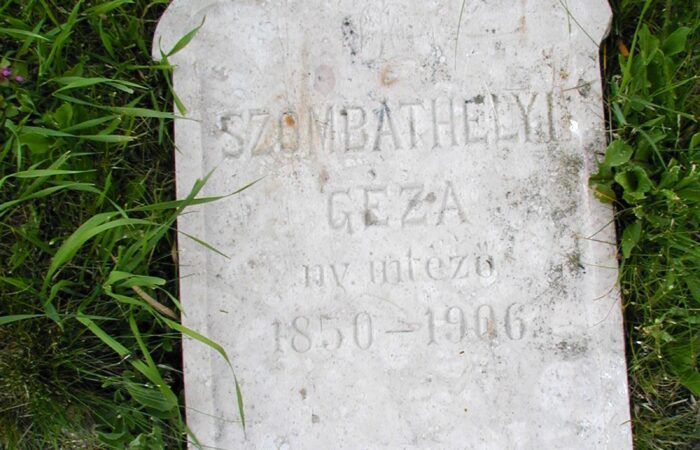 SZOMBATHELYI
GÉZA
ny. intéző
1850-1906